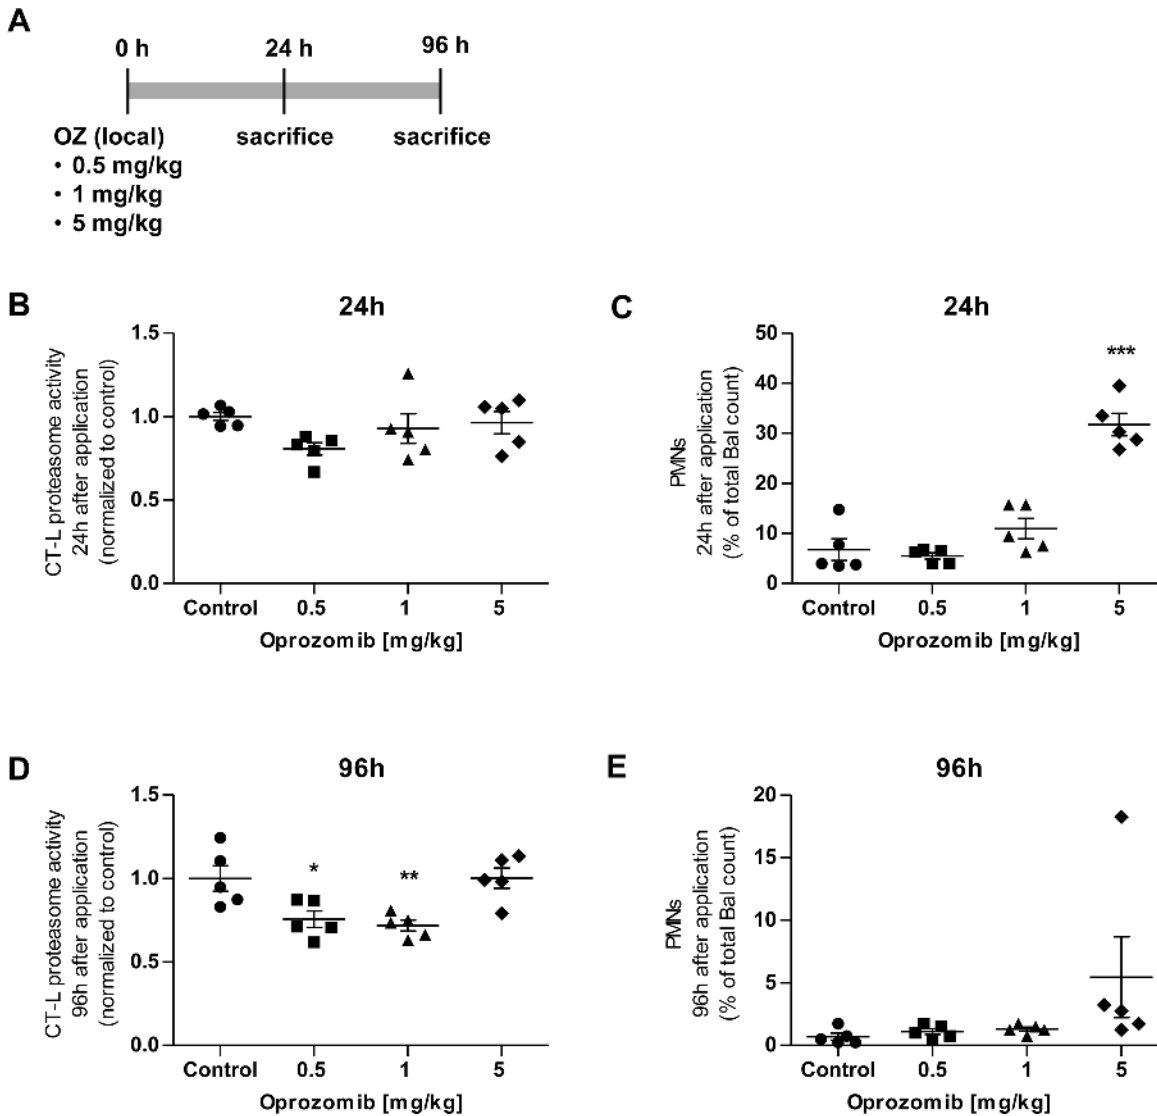 A
0 h 24 h 96 h
OZ (local) sacrifice sacrifice
• 0.5 mg/kg
• 1 mg/kg
• 5 mg/kg
B
24h
CT-L proteasome activity
24h after application
(normalized to control)
1.5
1.0
0.5
0.0
Control 0.5 1 5
Oprozomib [mg/kg]
C
24h
PMNs
24h after application
(% of total Bal count)
50
40
30
20
10
0
***
Control 0.5 1 5
Oprozomib [mg/kg]
D
96h
CT-L proteasome activity
96h after application
(normalized to control)
1.5
1.0
0.5
0.0
* **
Control 0.5 1 5
Oprozomib [mg/kg]
E
96h
PMNs
96h after application
(% of total Bal count)
20
15
10
5
0
Control 0.5 1 5
Oprozomib [mg/kg]